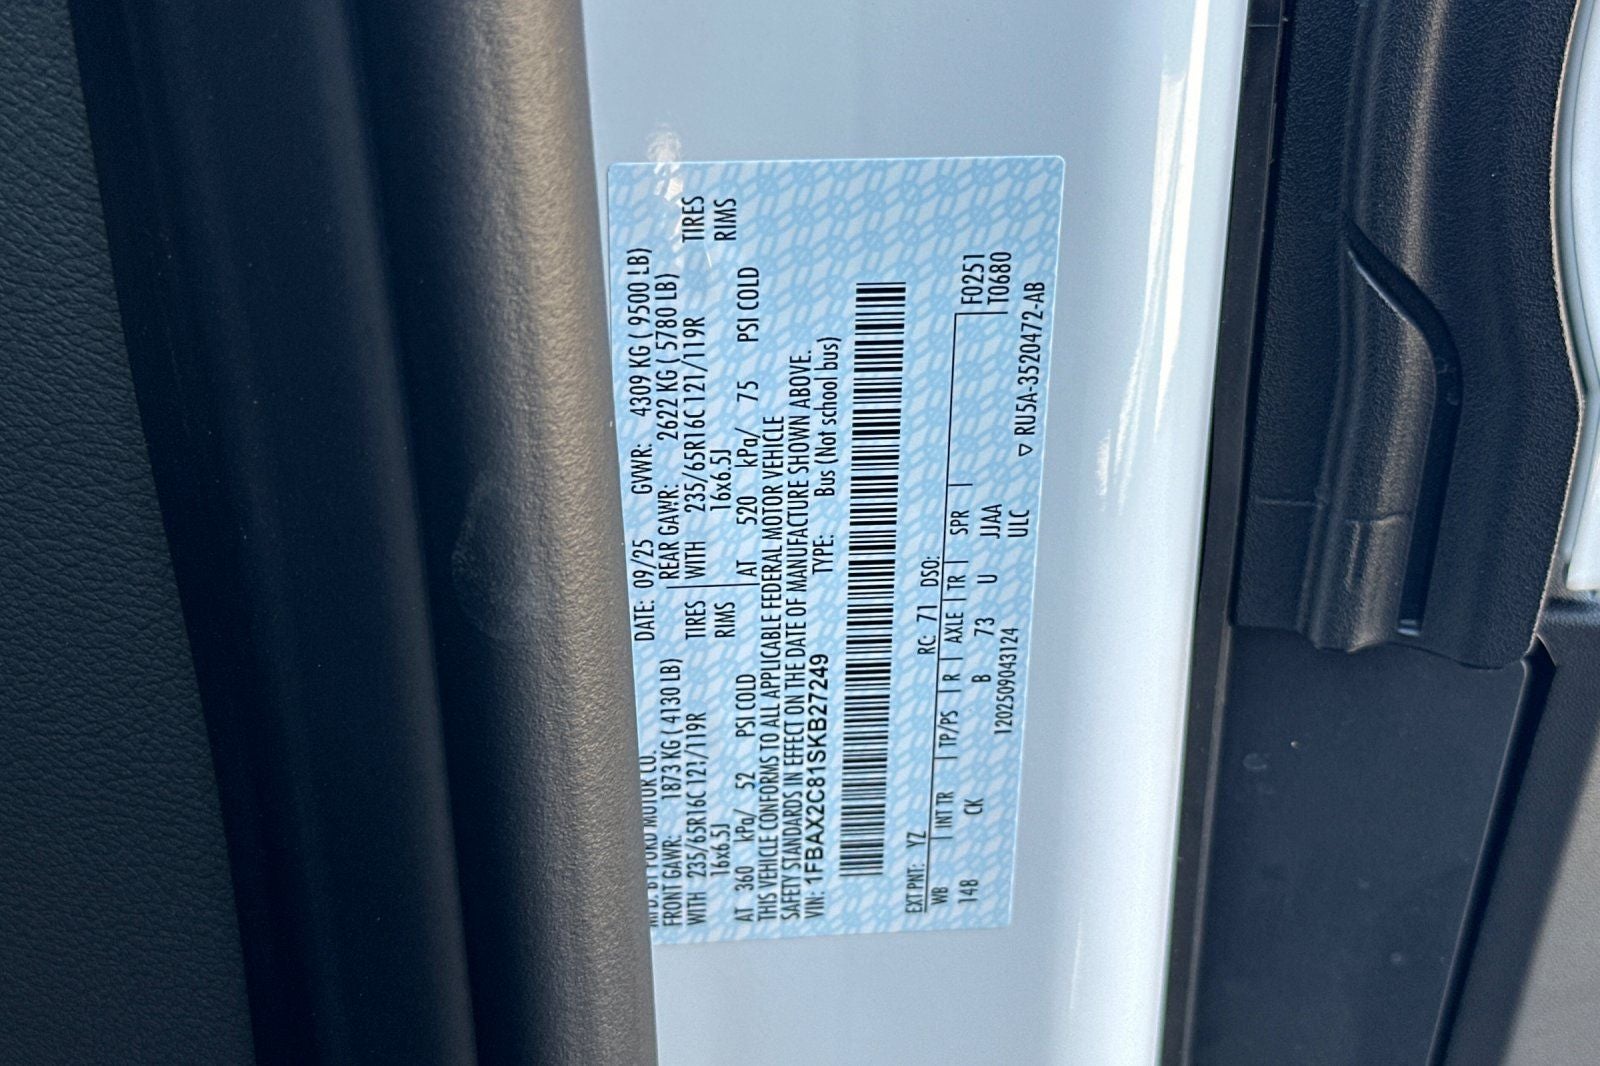 MFD. BY FORD MOTOR CO.
DATE: 09/25 GVWR: 4309 KG ( 9500 LB)
FRONT GAWR: 1873 KG ( 4130 LB) REAR GAWR: 2622 KG ( 5780 LB)
WITH 235/65R16C 121/119R TIRES WITH 235/65R16C 121/119R TIRES
16x6.5J RIMS 16x6.5J RIMS
AT 360 kPa/ 52 PSI COLD AT 520 kPa/ 75 PSI COLD
THIS VEHICLE CONFORMS TO ALL APPLICABLE FEDERAL MOTOR VEHICLE
SAFETY STANDARDS IN EFFECT ON THE DATE OF MANUFACTURE SHOWN ABOVE.
VIN: 1FBAX2C81SKB27249 TYPE: Bus (Not school bus)
EXT PNT: YZ RC: 71 DSO:
WB INT TR TP/PS R AXLE TR SPR F0251
148 CK B 73 U JJAA T0680
1202509043124 ULC
▽ RU5A-3520472-AB